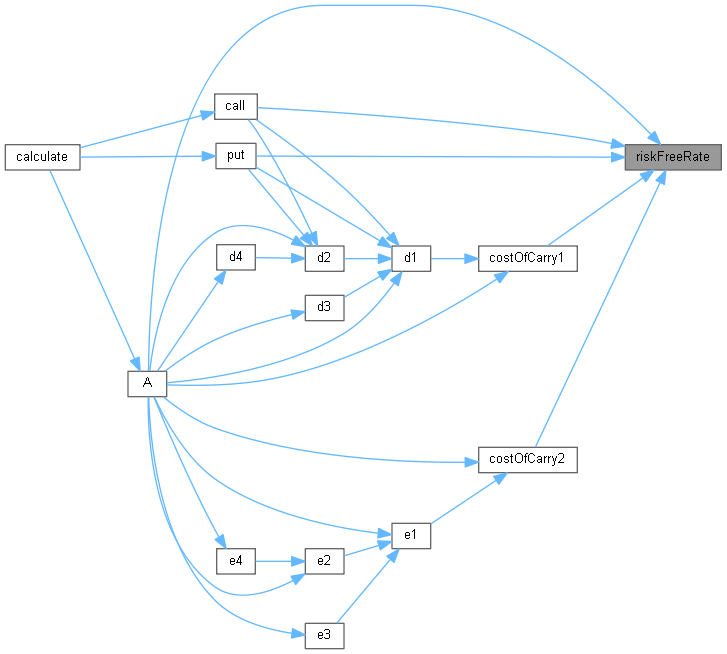 call
calculate
put
riskFreeRate
d4
d2
d1
costOfCarry1
d3
A
costOfCarry2
e1
e4
e2
e3